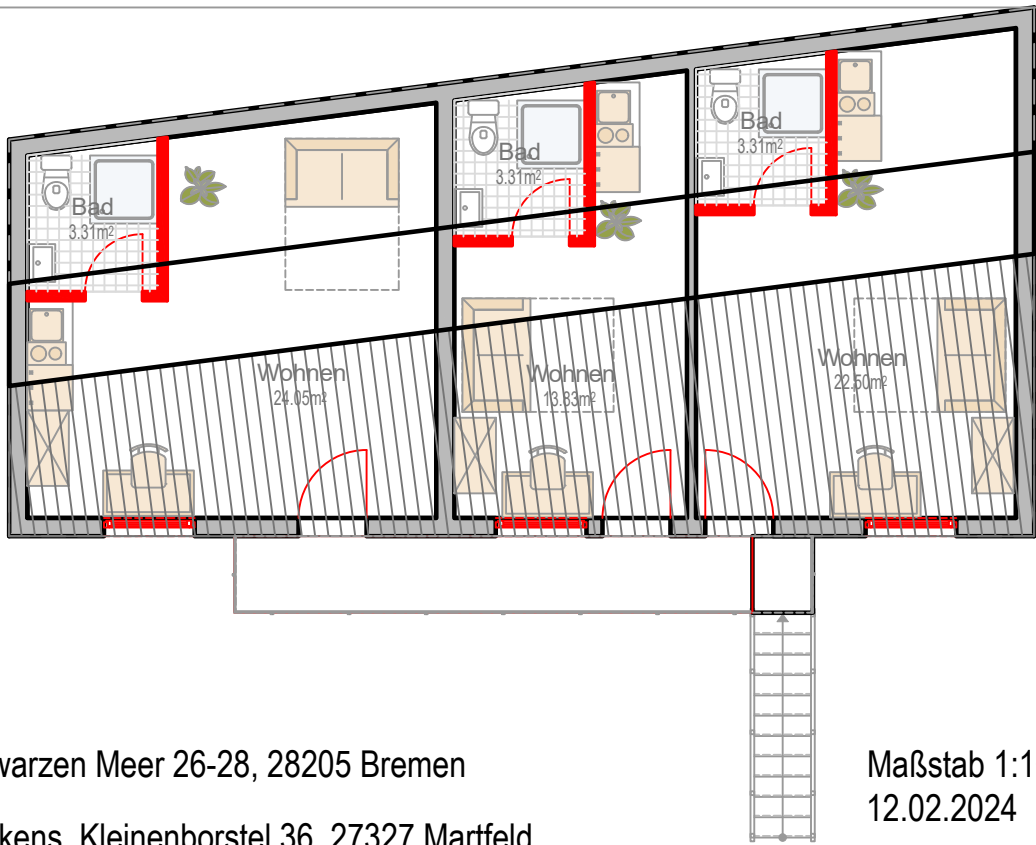 Bad
3.31m²
Bad
3.31m²
Bad
3.31m²
Wohnen
24.05m²
Wohnen
13.83m²
Wohnen
22.50m²
warzen Meer 26-28, 28205 Bremen
Maßstab 1:1
12.02.2024
kens, Kleinenborstel 36, 27327 Martfeld